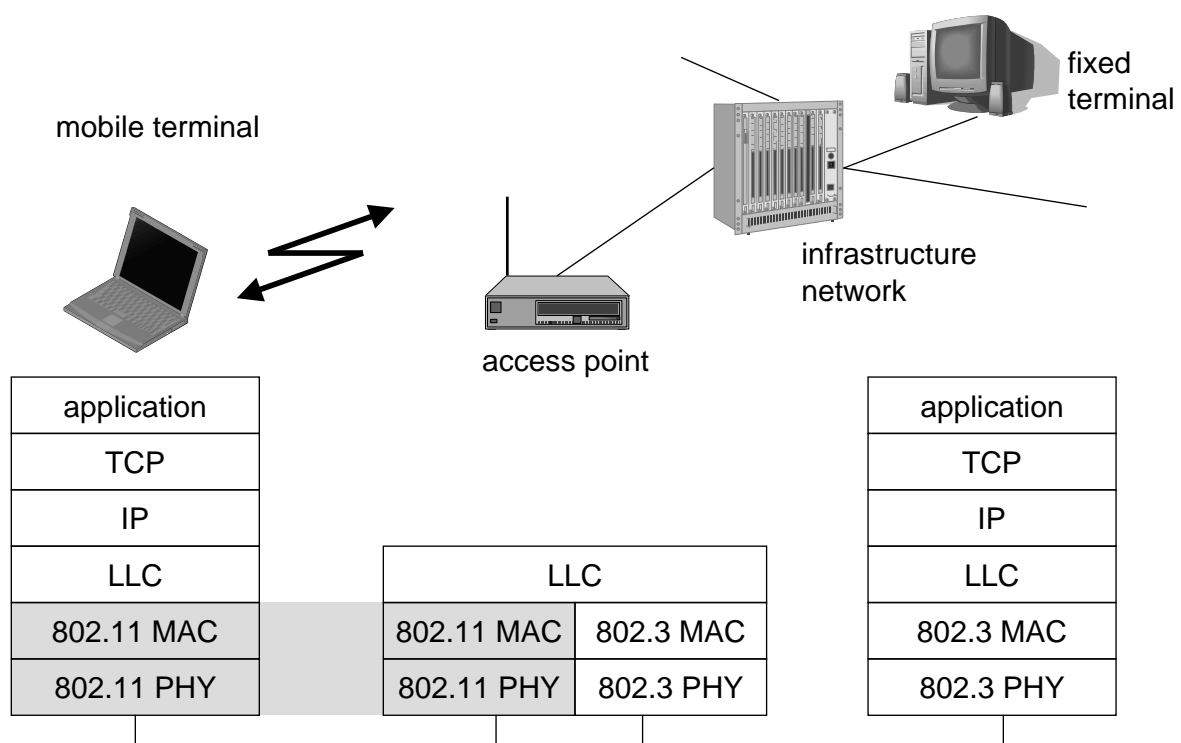 fixed
terminal
mobile terminal
infrastructure
network
access point
application
TCP
IP
LLC
802.11 MAC
802.11 PHY
LLC
802.11 MAC
802.3 MAC
802.11 PHY
802.3 PHY
application
TCP
IP
LLC
802.3 MAC
802.3 PHY